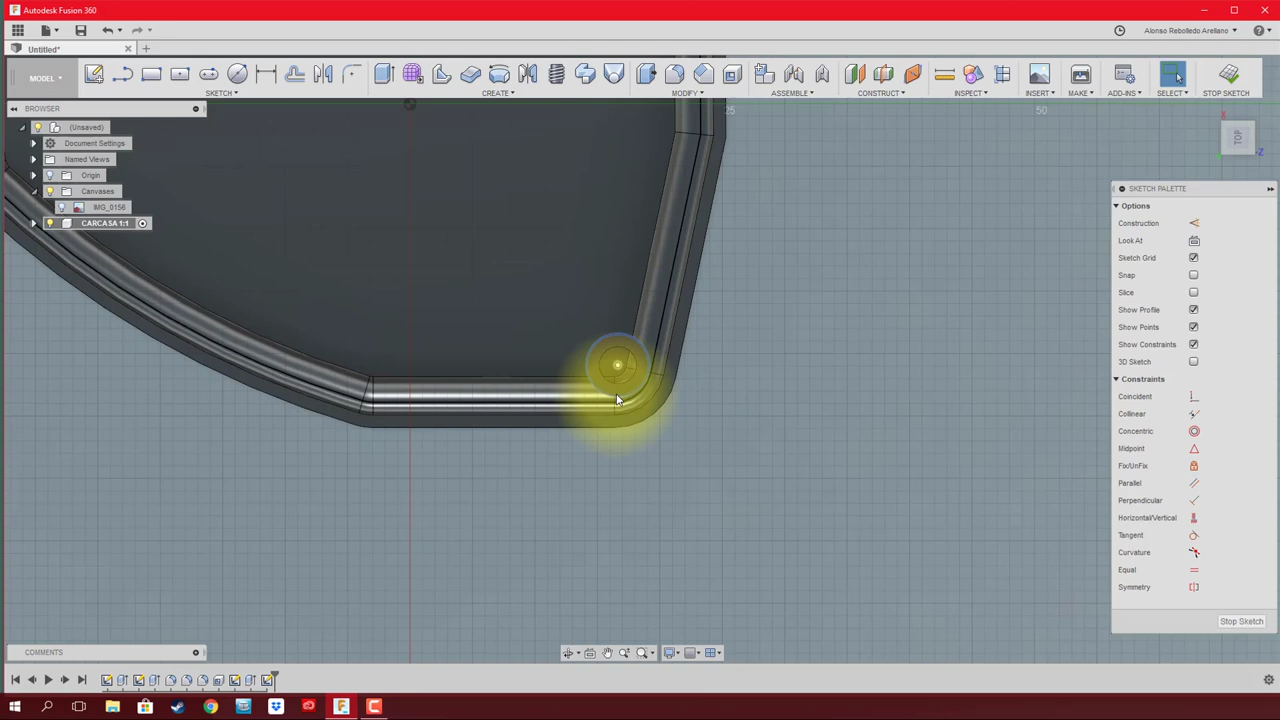 Autodesk Fusion 360
Alonso Rebolledo Arellano
Untitled*
MODEL
SKETCH
CREATE
MODIFY
ASSEMBLE
CONSTRUCT
INSPECT
INSERT
MAKE
ADD-INS
SELECT
STOP SKETCH
BROWSER
(Unsaved)
Document Settings
Named Views
Origin
Canvases
IMG_0156
CARCASA 1:1
25
50
TOP
X
-Z
SKETCH PALETTE
Options
Construction
Look At
Sketch Grid
Snap
Slice
Show Profile
Show Points
Show Constraints
3D Sketch
Constraints
Coincident
Collinear
Concentric
Midpoint
Fix/UnFix
Parallel
Perpendicular
Horizontal/Vertical
Tangent
Curvature
Equal
Symmetry
Stop Sketch
COMMENTS